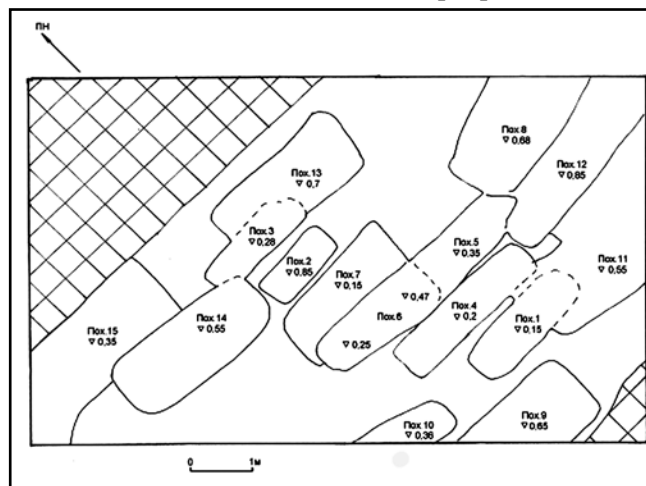 ПН
Пох.8
▽ 0,68
Пох.12
▽ 0,85
Пох.13
▽ 0,7
Пох.3
▽ 0,28
Пох.2
▽ 0,85
Пох.7
▽ 0,15
Пох.5
▽ 0,35
Пох.11
▽ 0,55
▽ 0,47
Пох.4
▽ 0,2
Пох.1
▽ 0,15
Пох.6
Пох.14
▽ 0,55
Пох.15
▽ 0,35
▽ 0,25
Пох.9
▽ 0,65
Пох.10
▽ 0,36
0 1м